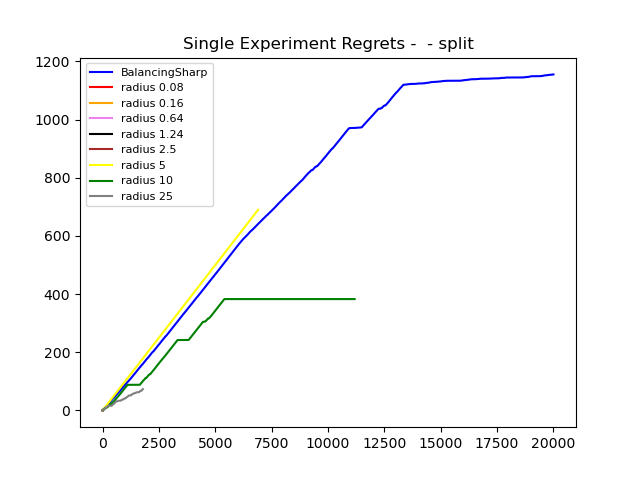 Single Experiment Regrets -  - split
BalancingSharp
radius 0.08
radius 0.16
radius 0.64
radius 1.24
radius 2.5
radius 5
radius 10
radius 25
1200
1000
800
600
400
200
0
0 2500 5000 7500 10000 12500 15000 17500 20000